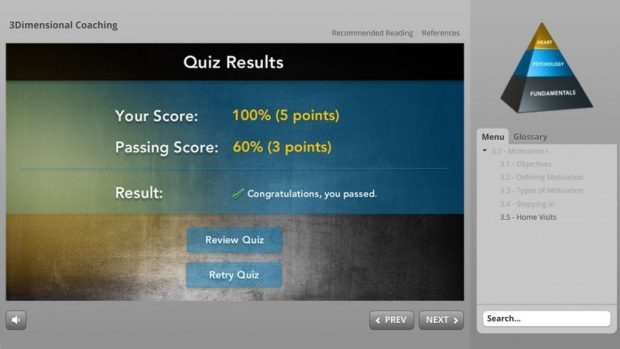 3Dimensional Coaching
Recommended Reading | References
Quiz Results
Your Score: 100% (5 points)
Passing Score: 60% (3 points)
Result: Congratulations, you passed.
Review Quiz
Retry Quiz
PREV NEXT
HEART
PSYCHOLOGY
FUNDAMENTALS
Menu Glossary
3.0 - Motivation I
3.1 - Objectives
3.2 - Defining Motivation
3.3 - Types of Motivation
3.4 - Stepping In
3.5 - Home Visits
Search...